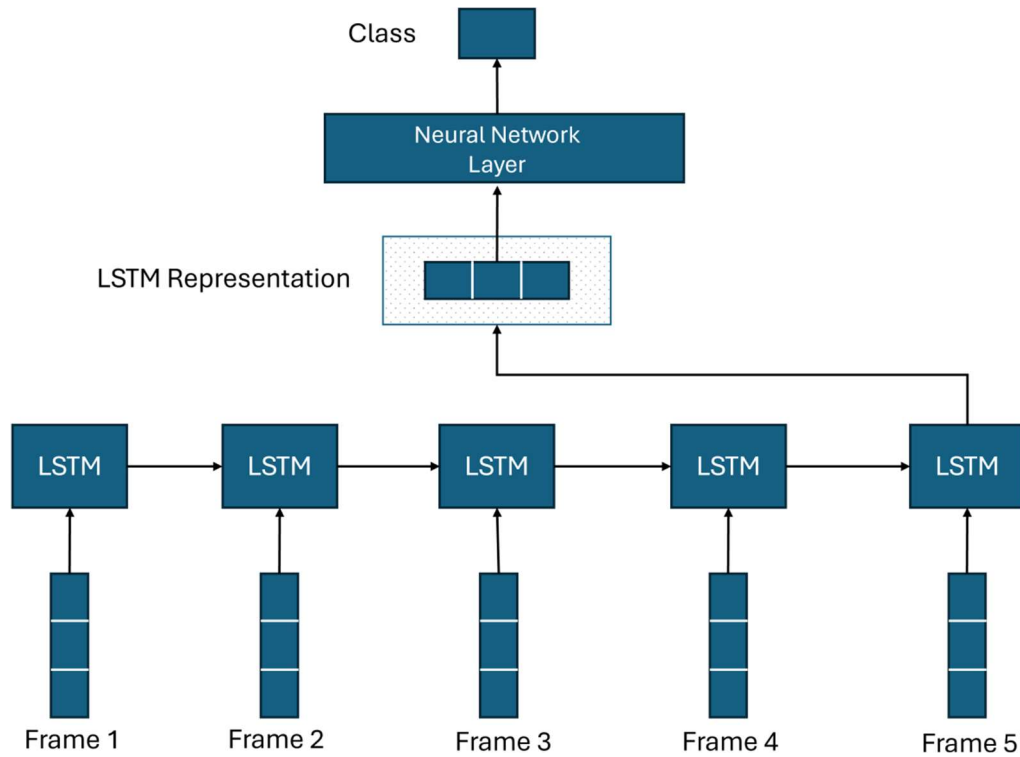 Class
Neural Network
Layer
LSTM Representation
LSTM
LSTM
LSTM
LSTM
LSTM
Frame 1
Frame 2
Frame 3
Frame 4
Frame 5